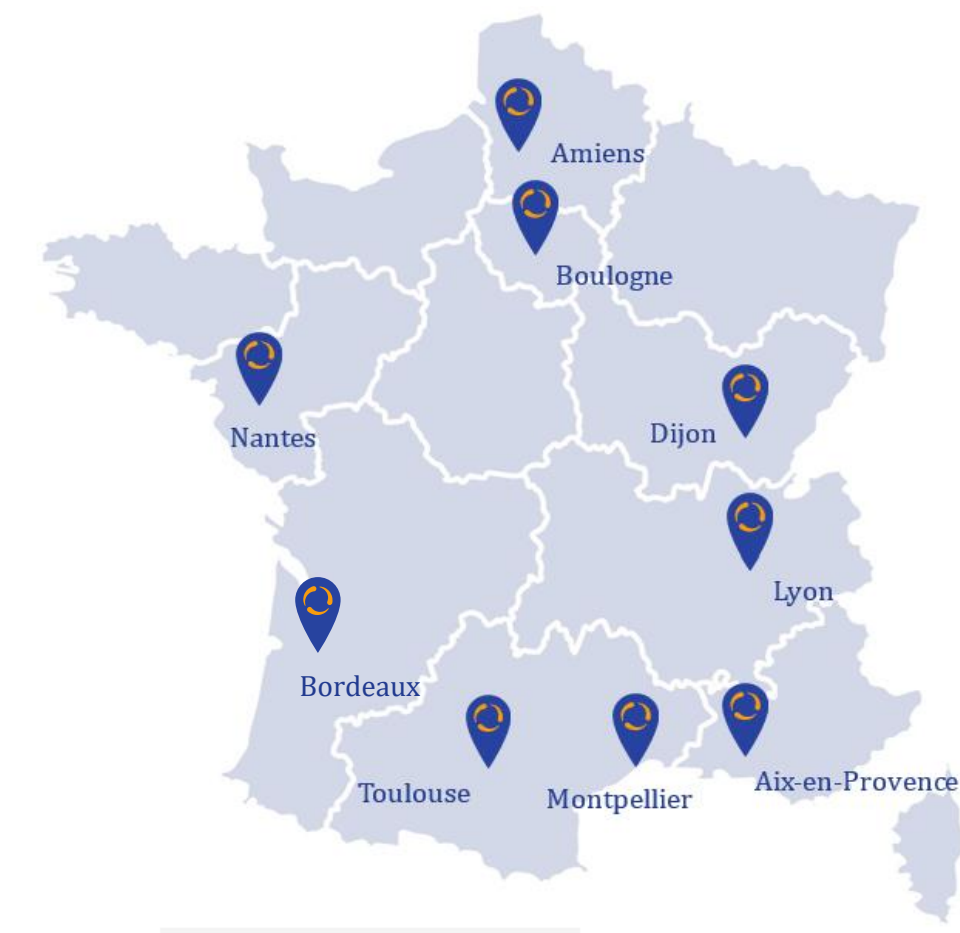 Amiens
Boulogne
Nantes
Dijon
Lyon
Bordeaux
Toulouse
Montpellier
Aix-en-Provence